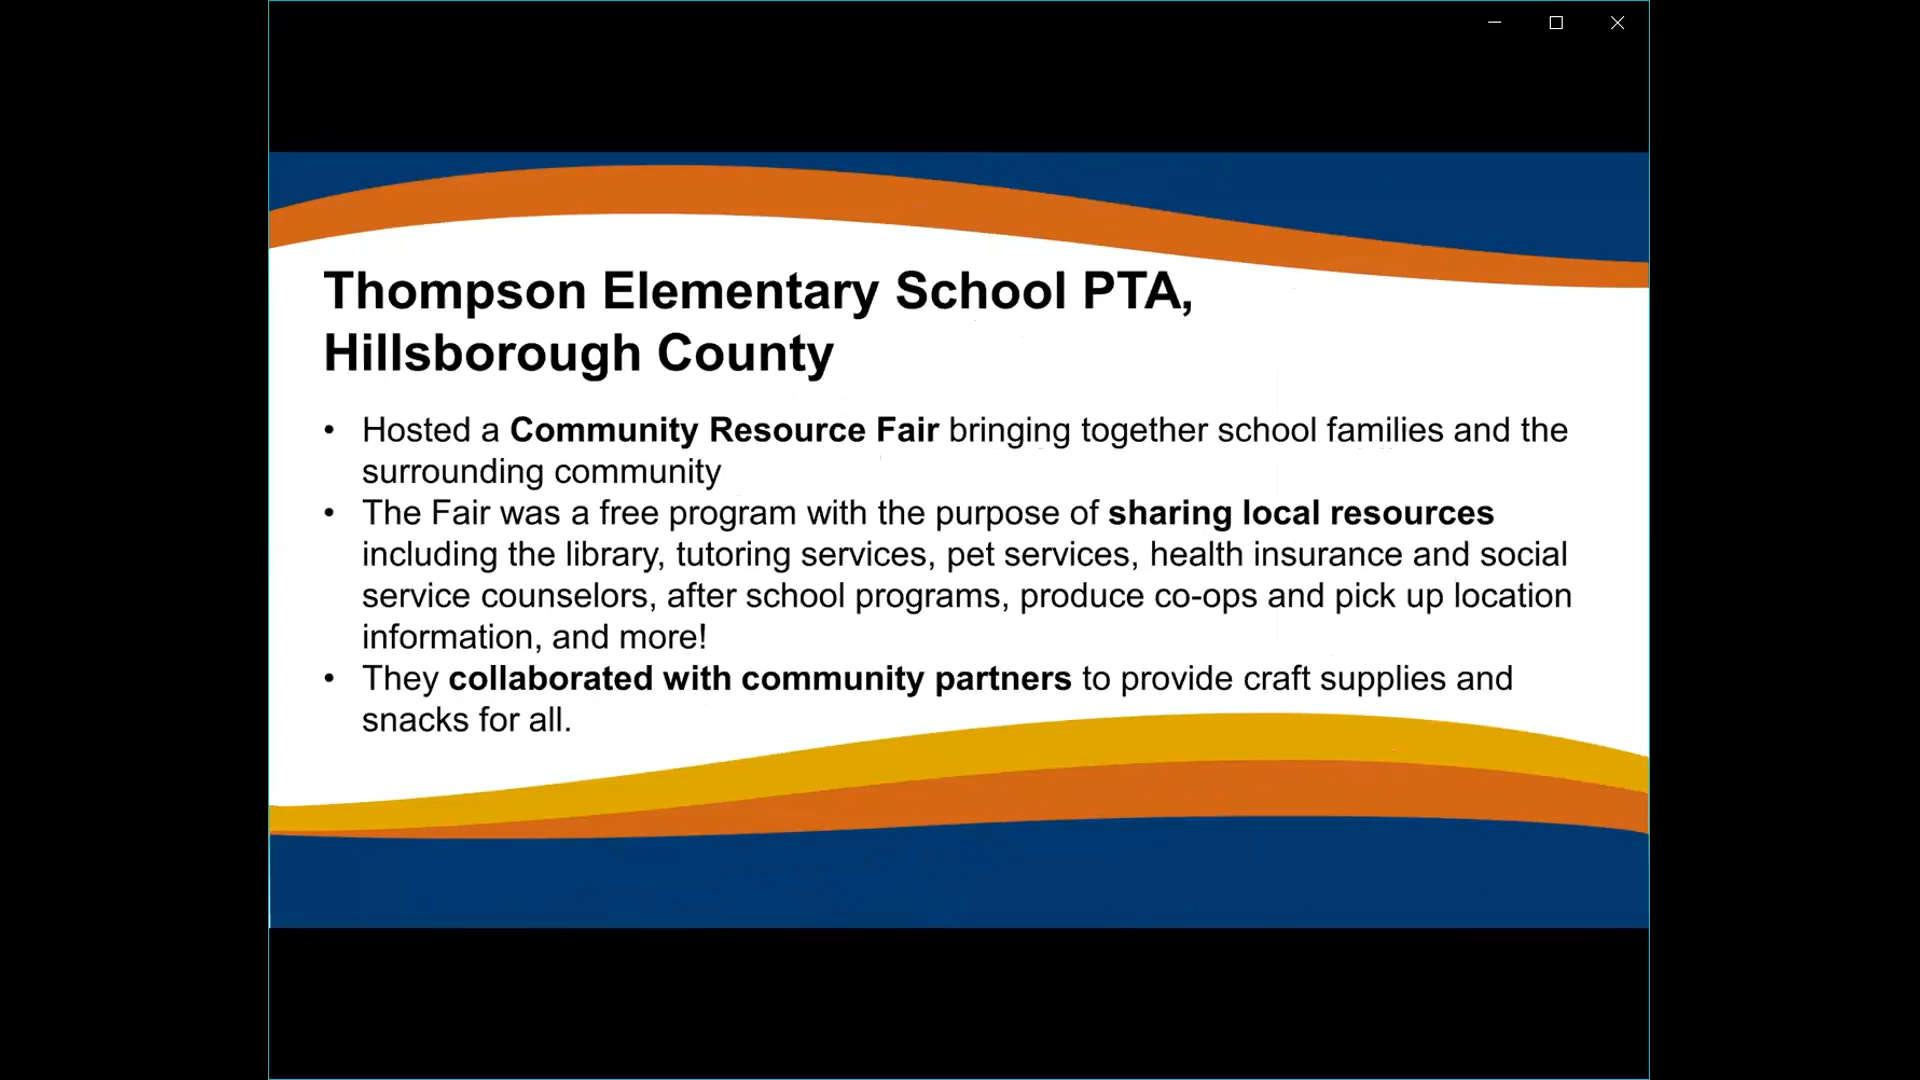 Thompson Elementary School PTA,
Hillsborough County
• Hosted a Community Resource Fair bringing together school families and the
surrounding community
• The Fair was a free program with the purpose of sharing local resources
including the library, tutoring services, pet services, health insurance and social
service counselors, after school programs, produce co-ops and pick up location
information, and more!
• They collaborated with community partners to provide craft supplies and
snacks for all.